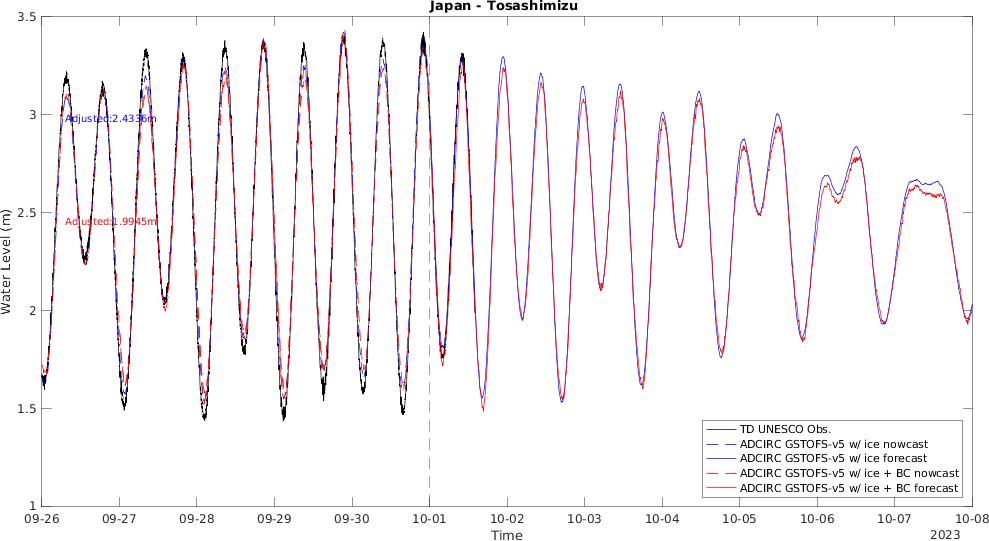 Japan - Tosashimizu
3.5
3
2.5
2
1.5
1
Water Level (m)
Adjusted:2.4336m
Adjusted:1.9945m
TD UNESCO Obs.
ADCIRC GSTOFS-v5 w/ ice nowcast
ADCIRC GSTOFS-v5 w/ ice forecast
ADCIRC GSTOFS-v5 w/ ice + BC nowcast
ADCIRC GSTOFS-v5 w/ ice + BC forecast
09-26 09-27 09-28 09-29 09-30 10-01 10-02 10-03 10-04 10-05 10-06 10-07 10-08
Time
2023